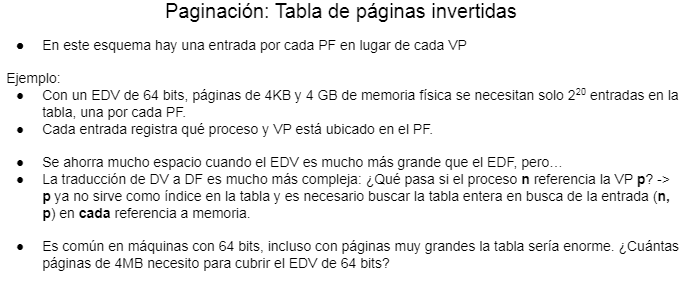 Paginación: Tabla de páginas invertidas
● En este esquema hay una entrada por cada PF en lugar de cada VP
Ejemplo:
● Con un EDV de 64 bits, páginas de 4KB y 4 GB de memoria física se necesitan solo 2²⁰ entradas en la
tabla, una por cada PF.
● Cada entrada registra qué proceso y VP está ubicado en el PF.
● Se ahorra mucho espacio cuando el EDV es mucho más grande que el EDF, pero…
● La traducción de DV a DF es mucho más compleja: ¿Qué pasa si el proceso n referencia la VP p? ->
p ya no sirve como índice en la tabla y es necesario buscar la tabla entera en busca de la entrada (n,
p) en cada referencia a memoria.
● Es común en máquinas con 64 bits, incluso con páginas muy grandes la tabla sería enorme. ¿Cuántas
páginas de 4MB necesito para cubrir el EDV de 64 bits?